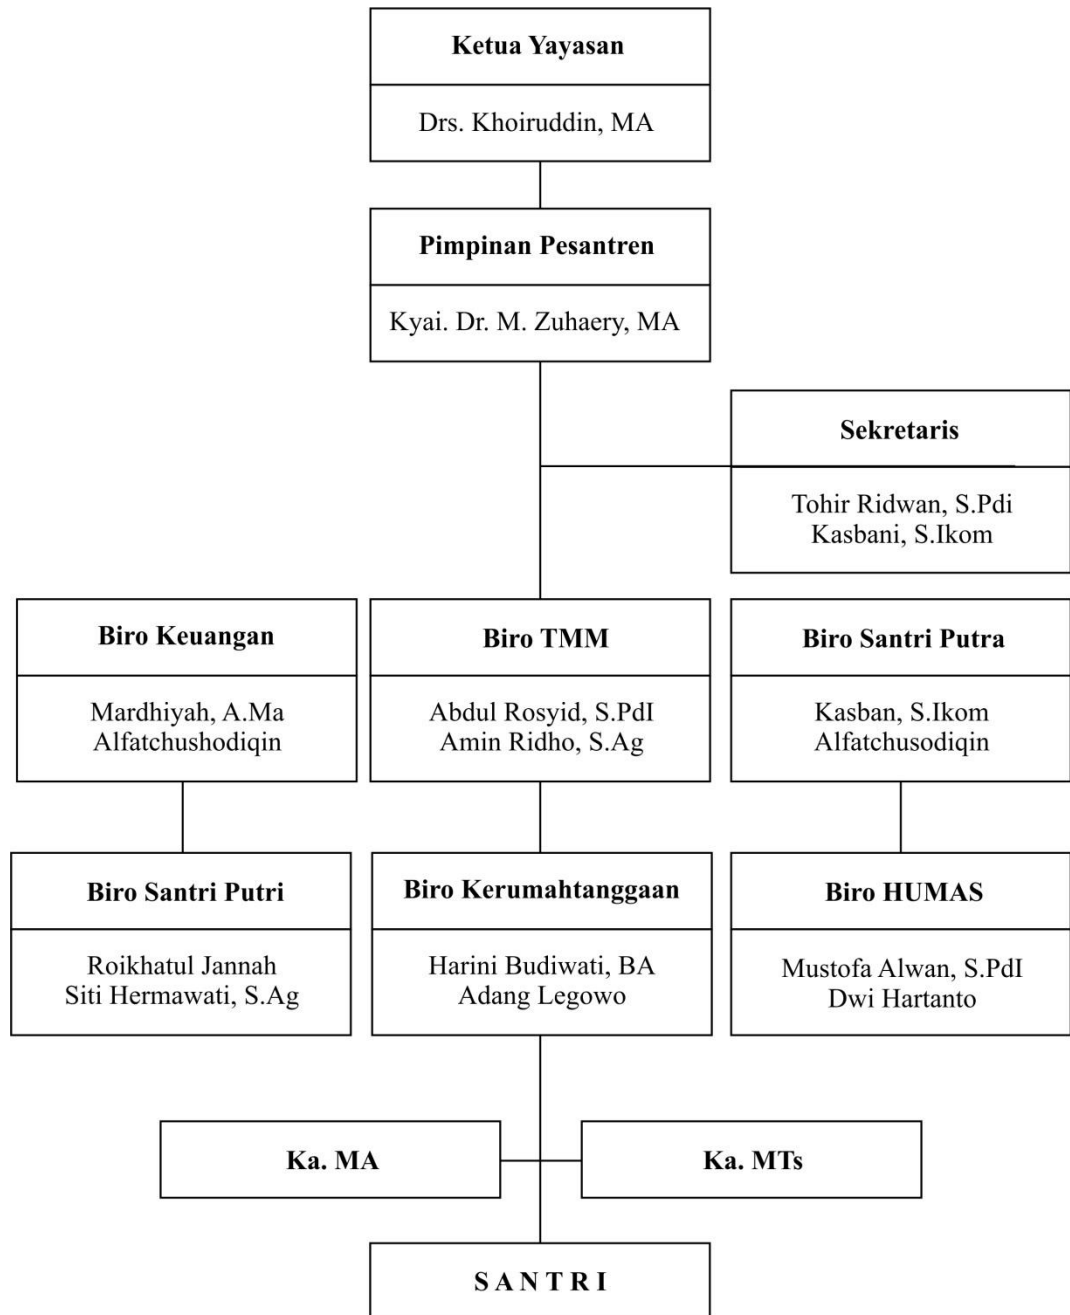 Ketua Yayasan
Drs. Khoiruddin, MA
Pimpinan Pesantren
Kyai. Dr. M. Zuhaery, MA
Sekretaris
Tohir Ridwan, S.Pdi
Kasbani, S.Ikom
Biro Keuangan
Mardhiyah, A.Ma
Alfatchushodiqin
Biro TMM
Abdul Rosyid, S.PdI
Amin Ridho, S.Ag
Biro Santri Putra
Kasban, S.Ikom
Alfatchusodiqin
Biro Santri Putri
Roikhatul Jannah
Siti Hermawati, S.Ag
Biro Kerumahtanggaan
Harini Budiwati, BA
Adang Legowo
Biro HUMAS
Mustofa Alwan, S.PdI
Dwi Hartanto
Ka. MA
Ka. MTs
S A N T R I